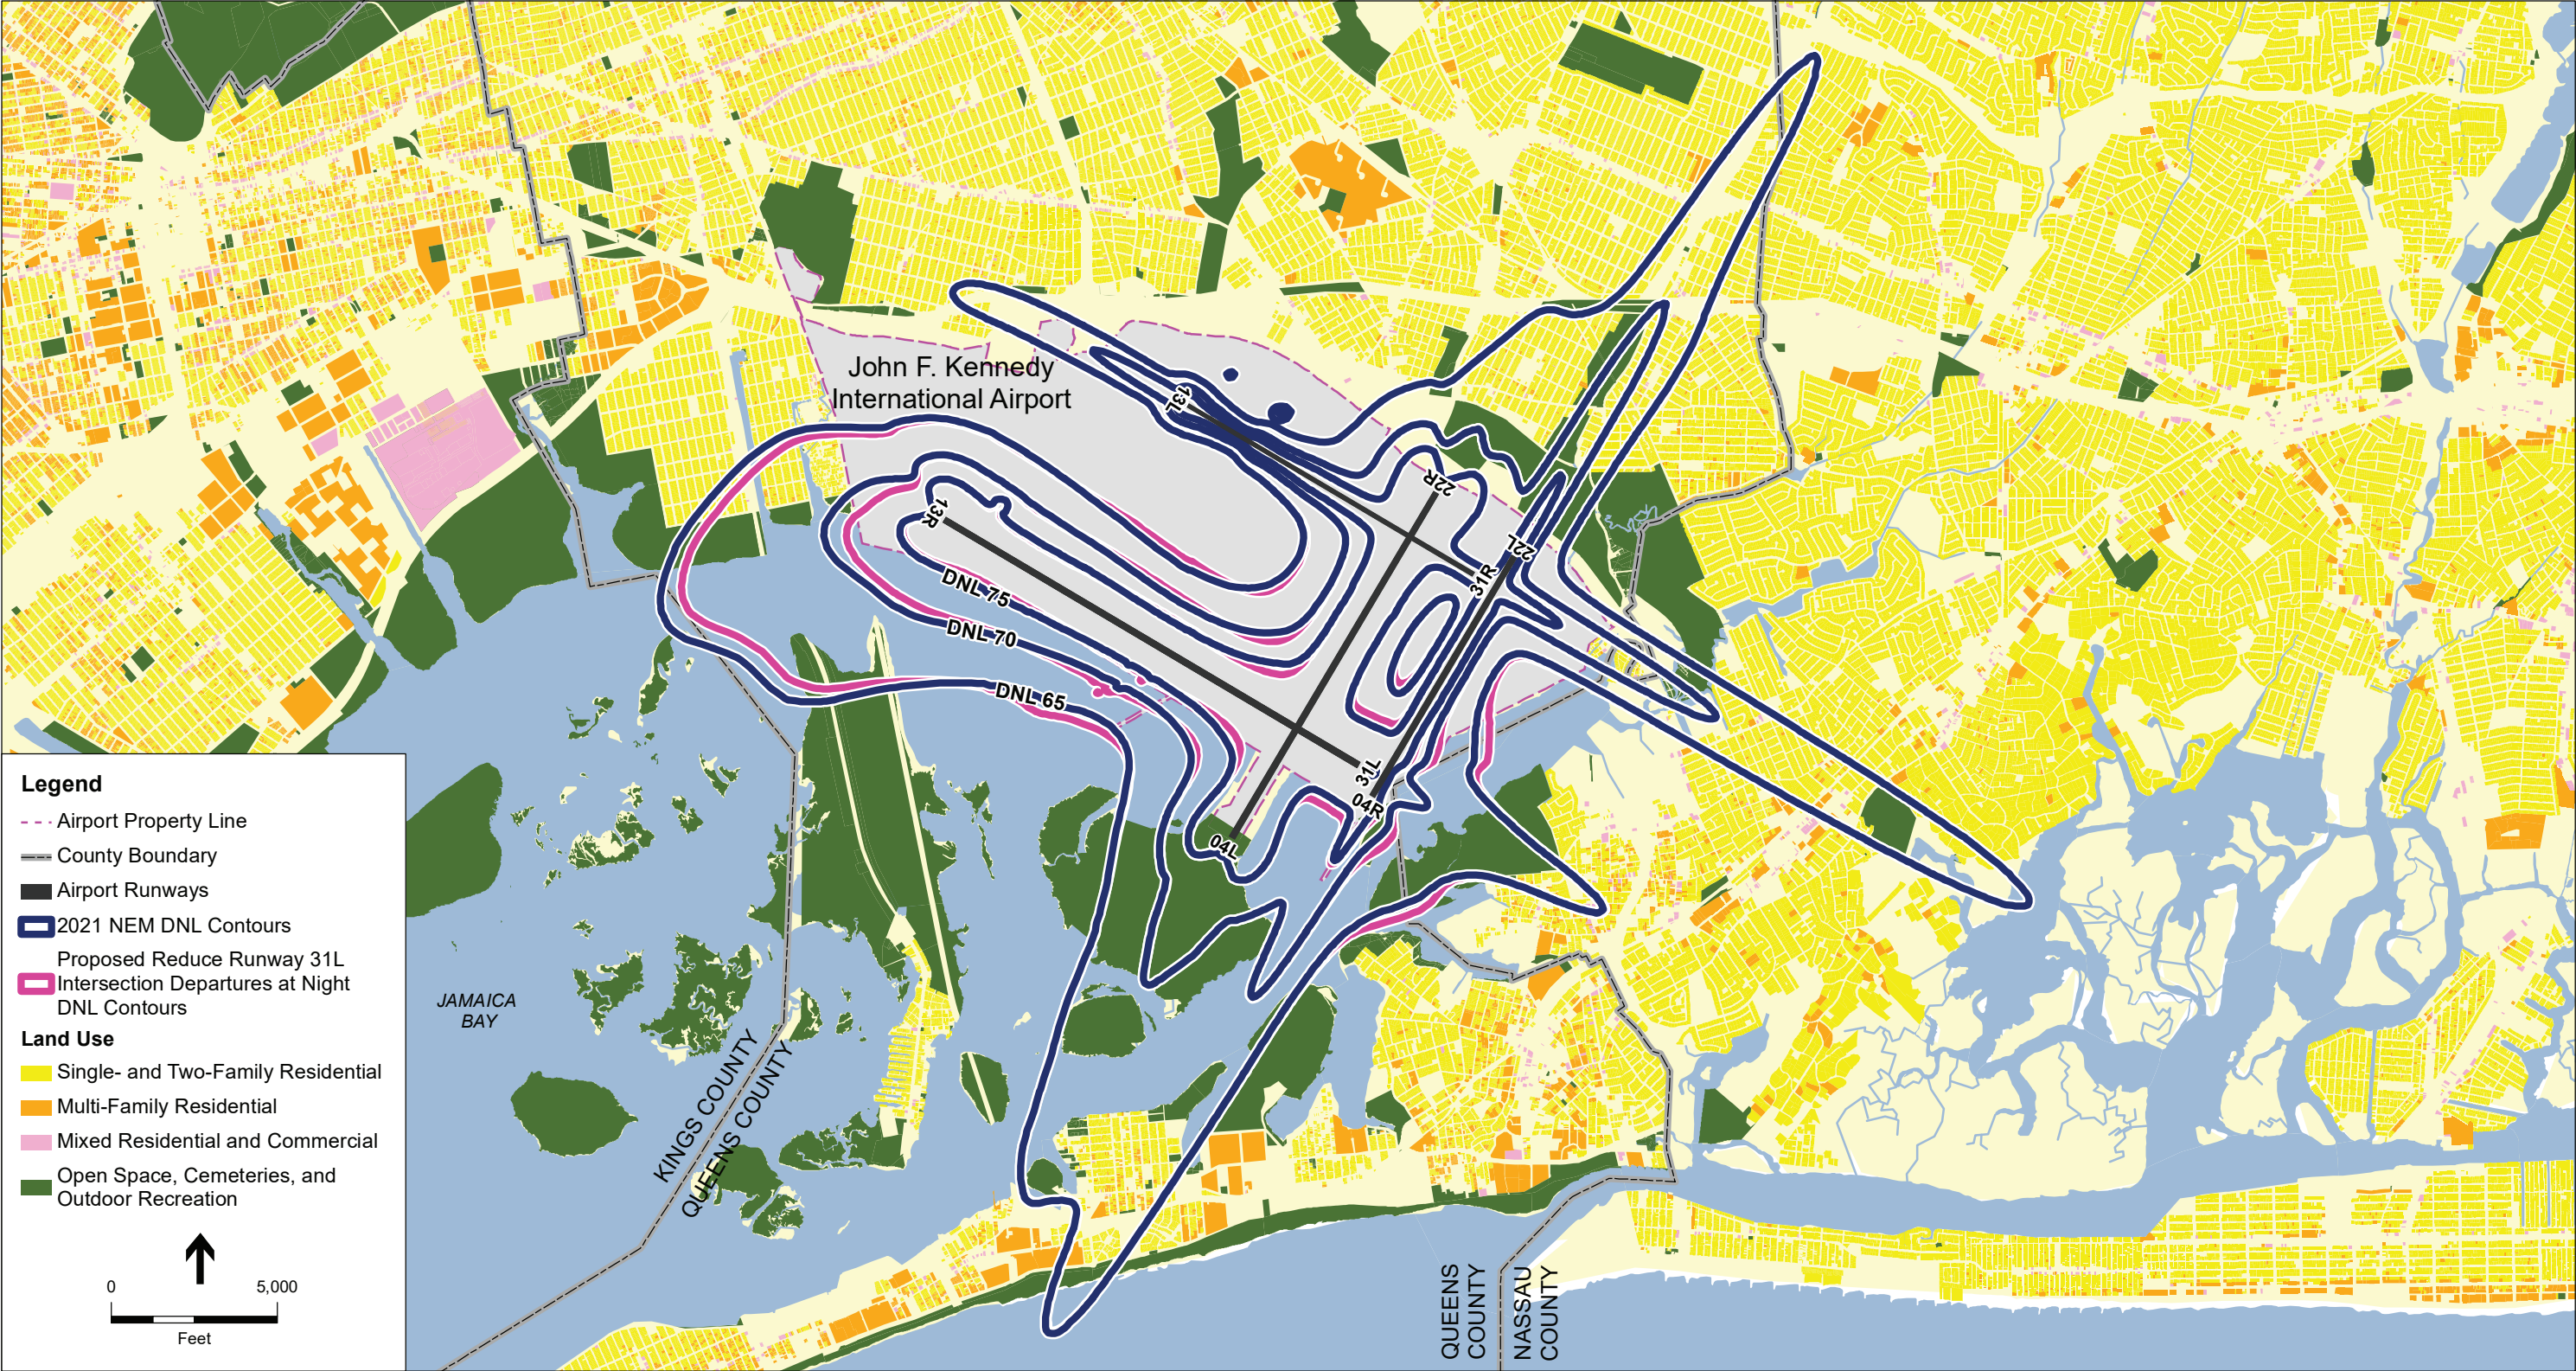 John F. Kennedy
International Airport
13L
22R
13R
22L
31R
DNL 75
DNL 70
DNL 65
31L
04R
04L
Legend
Airport Property Line
County Boundary
Airport Runways
2021 NEM DNL Contours
Proposed Reduce Runway 31L
Intersection Departures at Night
DNL Contours
Land Use
Single- and Two-Family Residential
Multi-Family Residential
Mixed Residential and Commercial
Open Space, Cemeteries, and
Outdoor Recreation
0 5,000
Feet
JAMAICA
BAY
KINGS COUNTY
QUEENS COUNTY
QUEENS
COUNTY
NASSAU
COUNTY